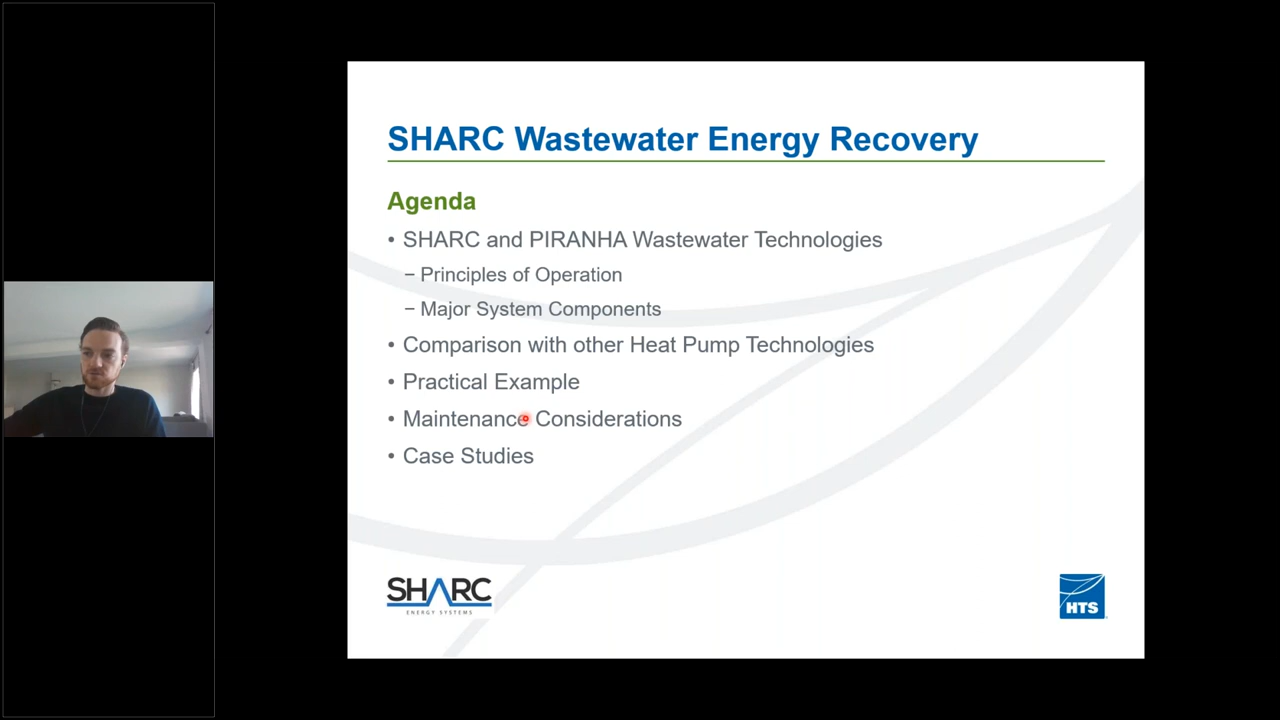 SHARC Wastewater Energy Recovery
Agenda
• SHARC and PIRANHA Wastewater Technologies
– Principles of Operation
– Major System Components
• Comparison with other Heat Pump Technologies
• Practical Example
• Maintenance Considerations
• Case Studies
SHARC
ENERGY SYSTEMS
HTS